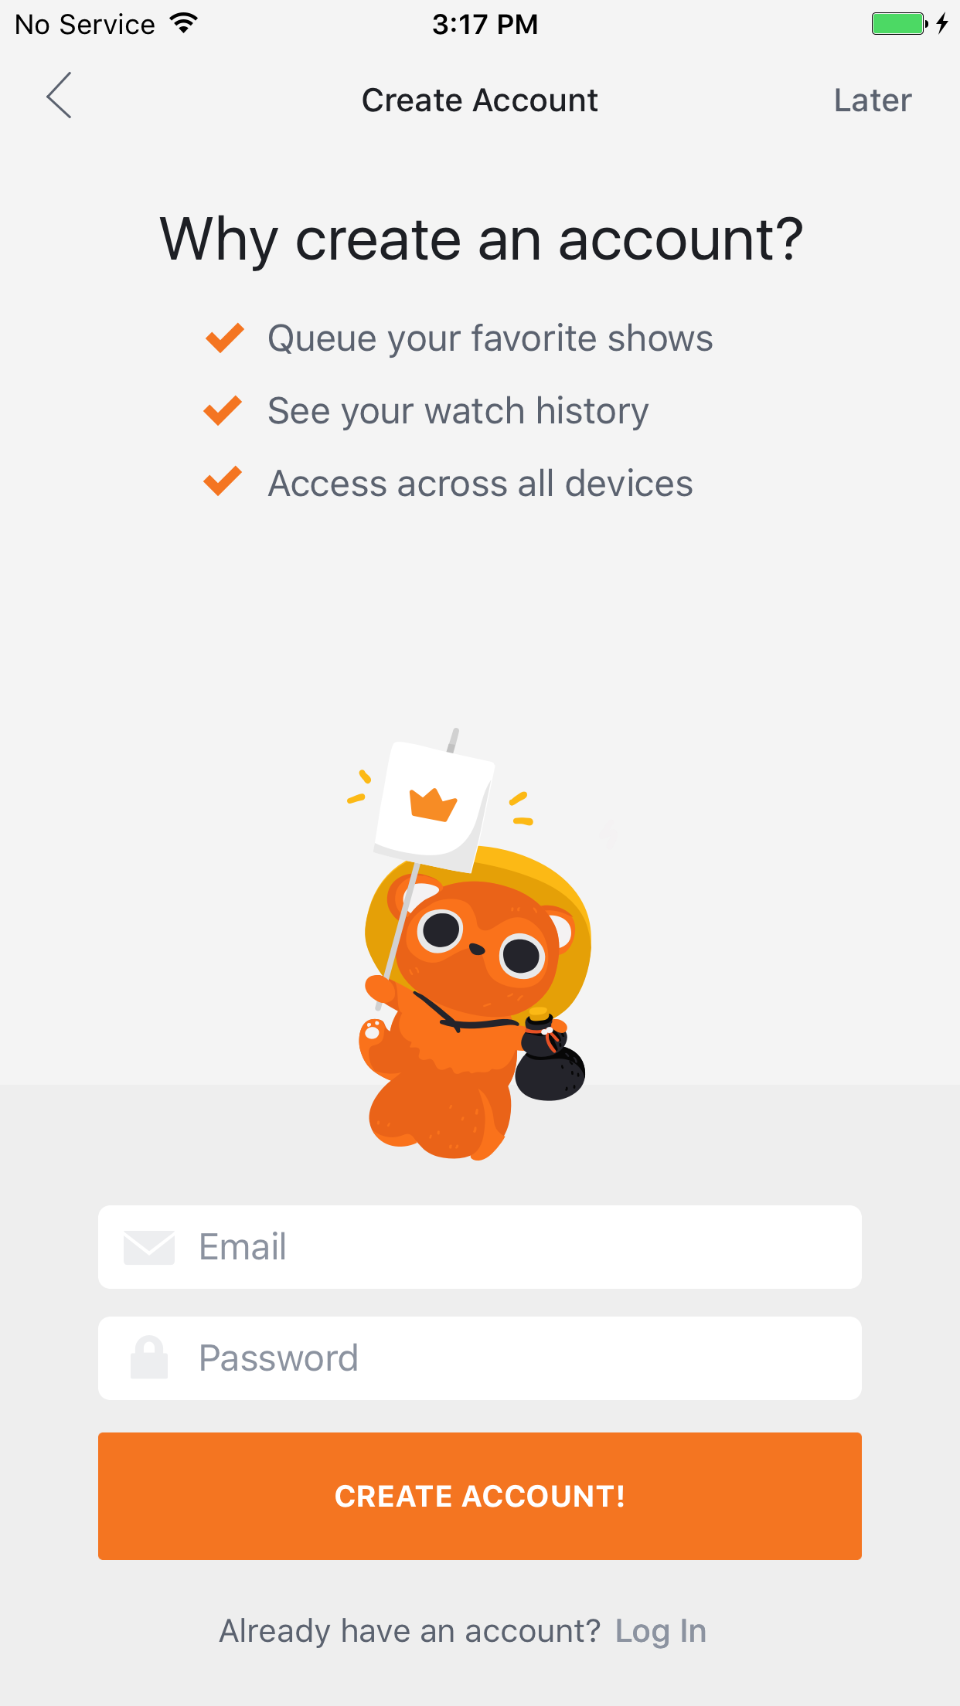 No Service
3:17 PM
Create Account
Later
Why create an account?
Queue your favorite shows
See your watch history
Access across all devices
Email
Password
CREATE ACCOUNT!
Already have an account? Log In